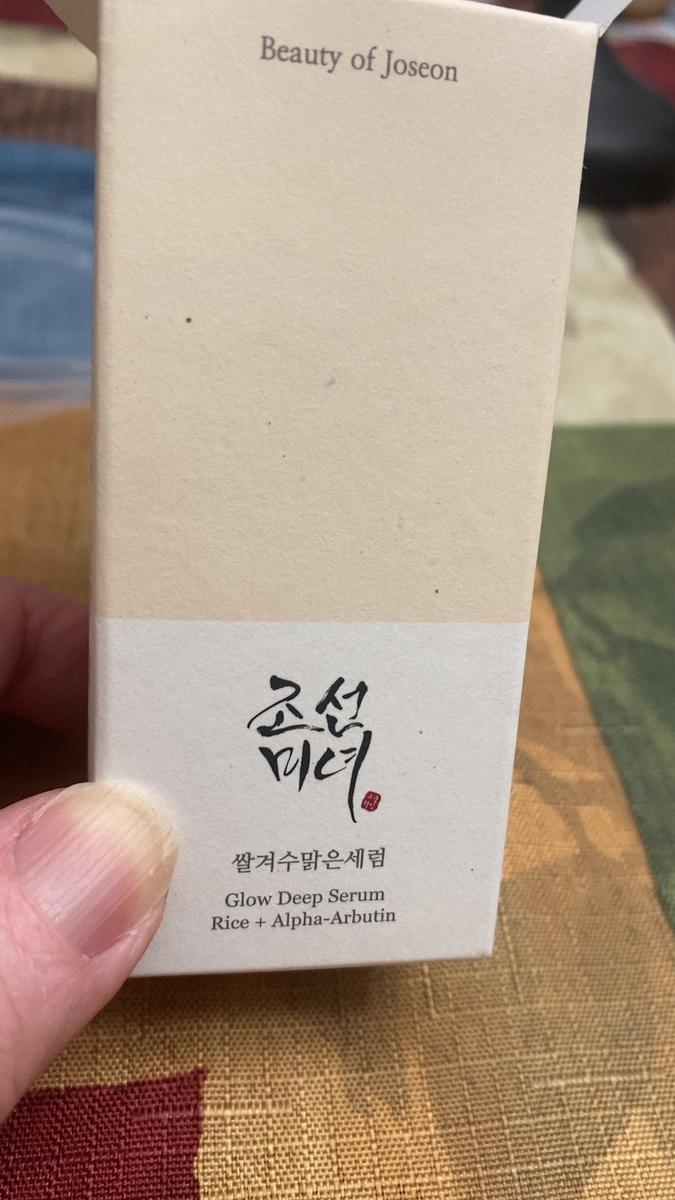 Beauty of Joseon
조선
미녀
쌀겨수맑은세럼
Glow Deep Serum
Rice + Alpha-Arbutin